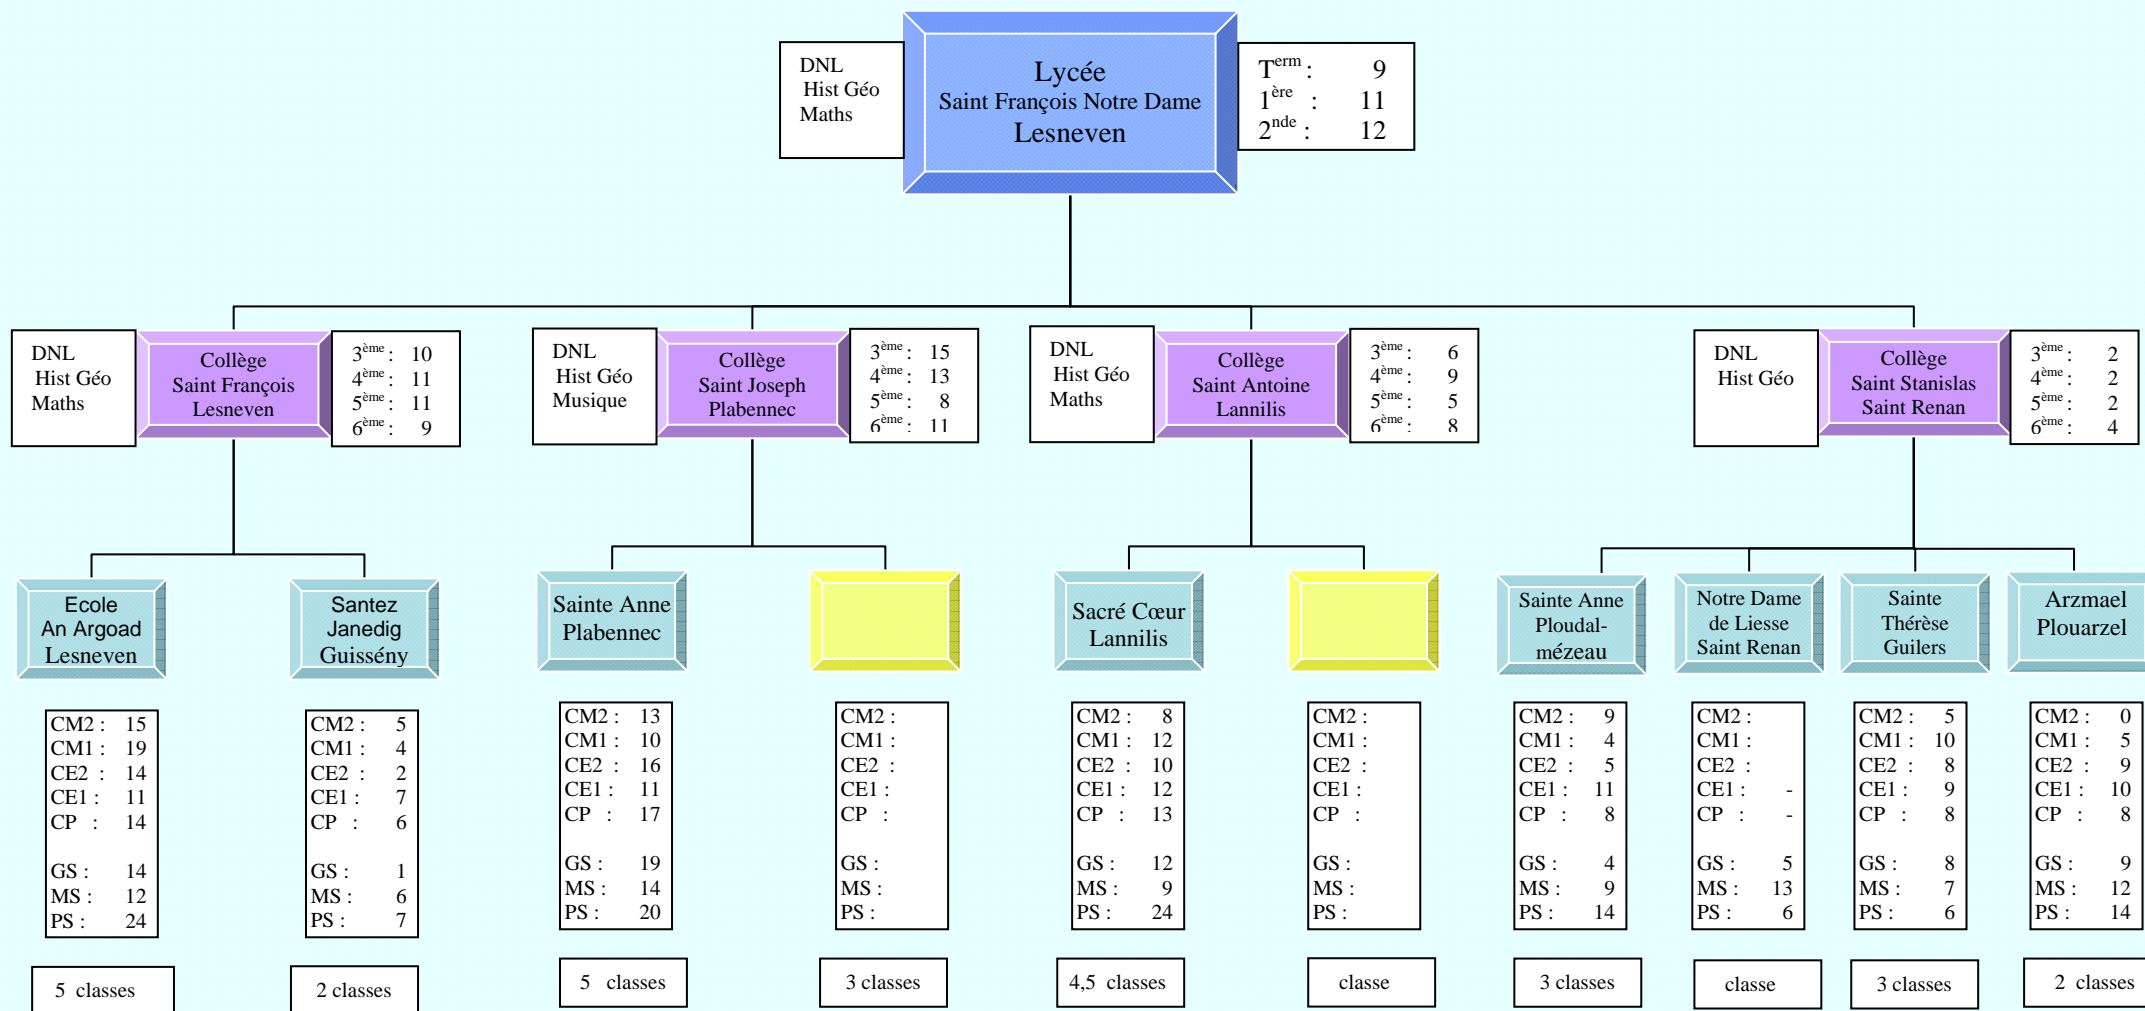 DNL
Hist Géo
Maths
Lycée
Saint François Notre Dame
Lesneven
Term : 9
1ère : 11
2nde : 12
DNL
Hist Géo
Maths
Collège
Saint François
Lesneven
3ème : 10
4ème : 11
5ème : 11
6ème : 9
DNL
Hist Géo
Musique
Collège
Saint Joseph
Plabennec
3ème : 15
4ème : 13
5ème : 8
6ème : 11
DNL
Hist Géo
Maths
Collège
Saint Antoine
Lannilis
3ème : 6
4ème : 9
5ème : 5
6ème : 8
DNL
Hist Géo
Collège
Saint Stanislas
Saint Renan
3ème : 2
4ème : 2
5ème : 2
6ème : 4
Ecole
An Argoad
Lesneven
Santez
Janedig
Guissény
Sainte Anne
Plabennec
Sacré Cœur
Lannilis
Sainte Anne
Ploudal-
mézeau
Notre Dame
de Liesse
Saint Renan
Sainte
Thérèse
Guilers
Arzmael
Plouarzel
CM2 : 15
CM1 : 19
CE2 : 14
CE1 : 11
CP : 14
GS : 14
MS : 12
PS : 24
CM2 : 5
CM1 : 4
CE2 : 2
CE1 : 7
CP : 6
GS : 1
MS : 6
PS : 7
CM2 : 13
CM1 : 10
CE2 : 16
CE1 : 11
CP : 17
GS : 19
MS : 14
PS : 20
CM2 :
CM1 :
CE2 :
CE1 :
CP :
GS :
MS :
PS :
CM2 : 8
CM1 : 12
CE2 : 10
CE1 : 12
CP : 13
GS : 12
MS : 9
PS : 24
CM2 :
CM1 :
CE2 :
CE1 :
CP :
GS :
MS :
PS :
CM2 : 9
CM1 : 4
CE2 : 5
CE1 : 11
CP : 8
GS : 4
MS : 9
PS : 14
CM2 :
CM1 :
CE2 :
CE1 : -
CP : -
GS : 5
MS : 13
PS : 6
CM2 : 5
CM1 : 10
CE2 : 8
CE1 : 9
CP : 8
GS : 8
MS : 7
PS : 6
CM2 : 0
CM1 : 5
CE2 : 9
CE1 : 10
CP : 8
GS : 9
MS : 12
PS : 14
5 classes
2 classes
5 classes
3 classes
4,5 classes
classe
3 classes
classe
3 classes
2 classes